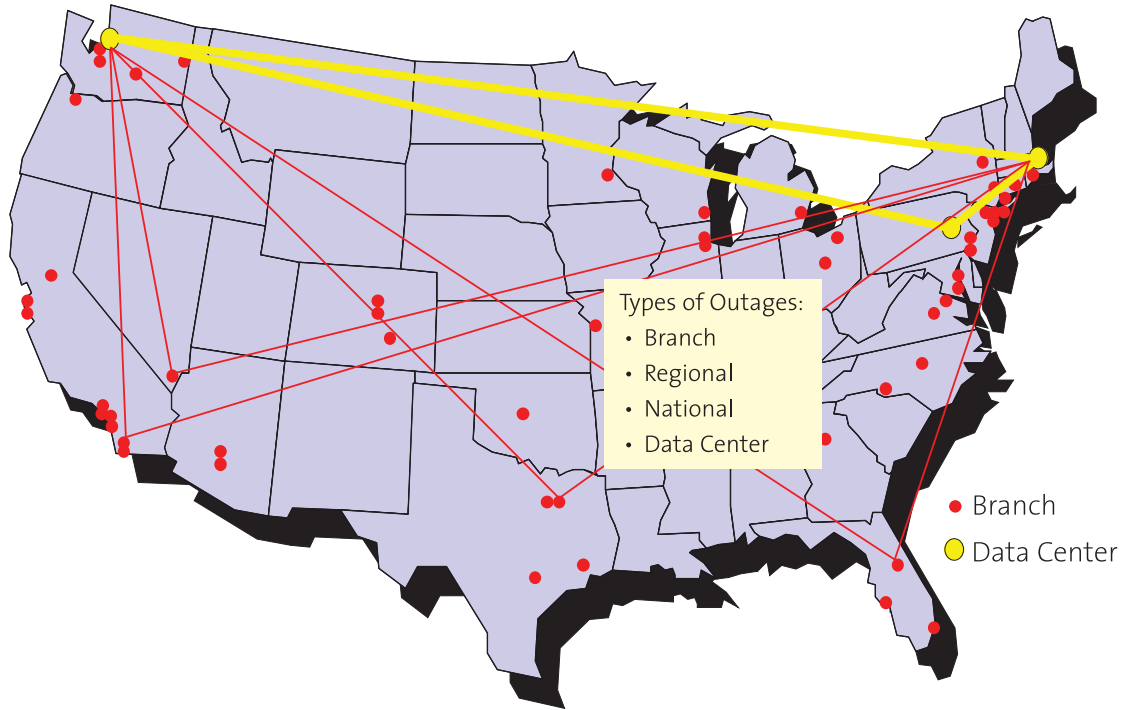 Types of Outages:
• Branch
• Regional
• National
• Data Center
Branch
Data Center